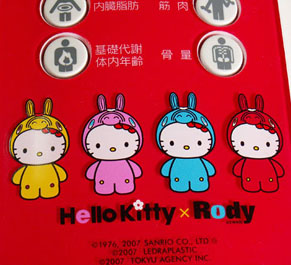 内臓脂肪 筋肉
基礎代謝 骨量
体内年齢
Hello Kitty × Rody
©1976, 2007 SANRIO CO., LTD.
©2007 LEDRAPLASTIC
©2007 TOKYU AGENCY INC.